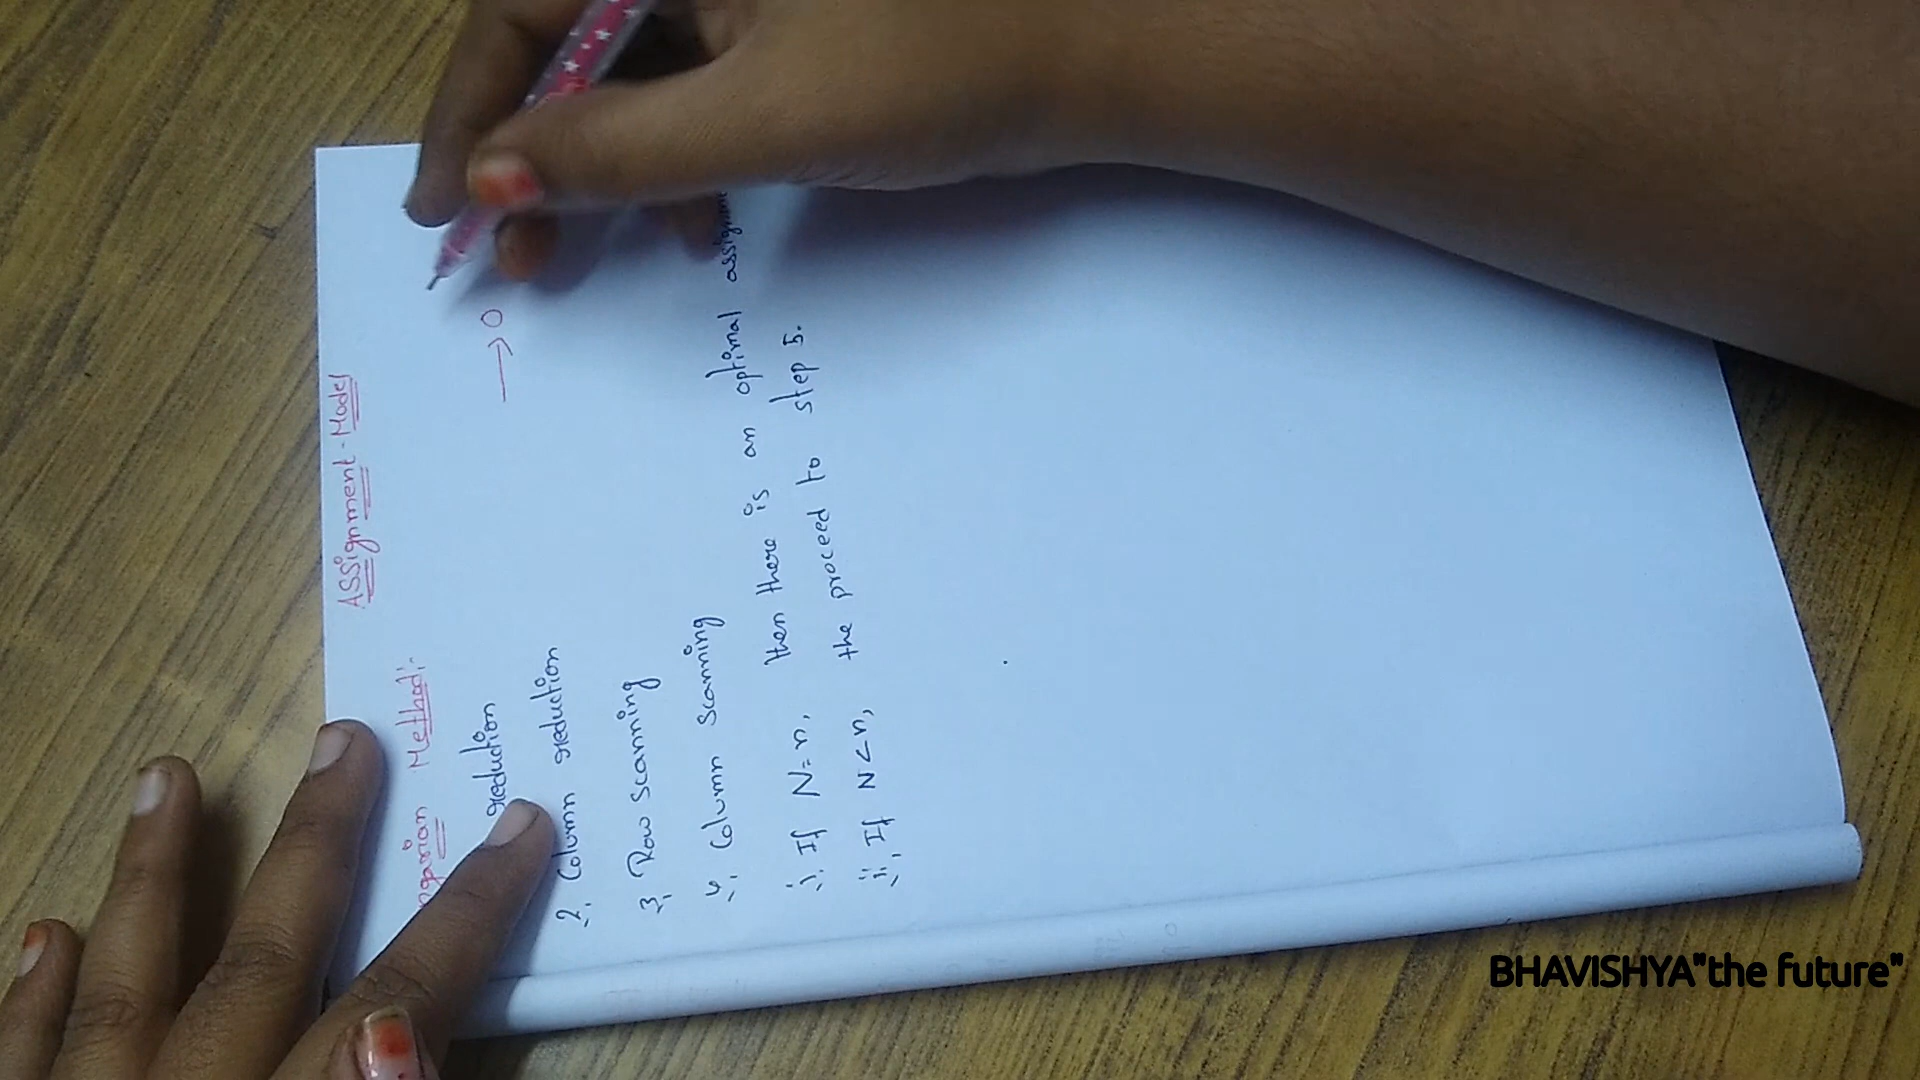 Assignment - Model
ngarian Method:-
reduction → 0
2, Column reduction
3, Row scanning
4, Column scanning
i, If N=n, then there is an optimal
ii, If N<n, the proceed to step 5.
BHAVISHYA"the future"